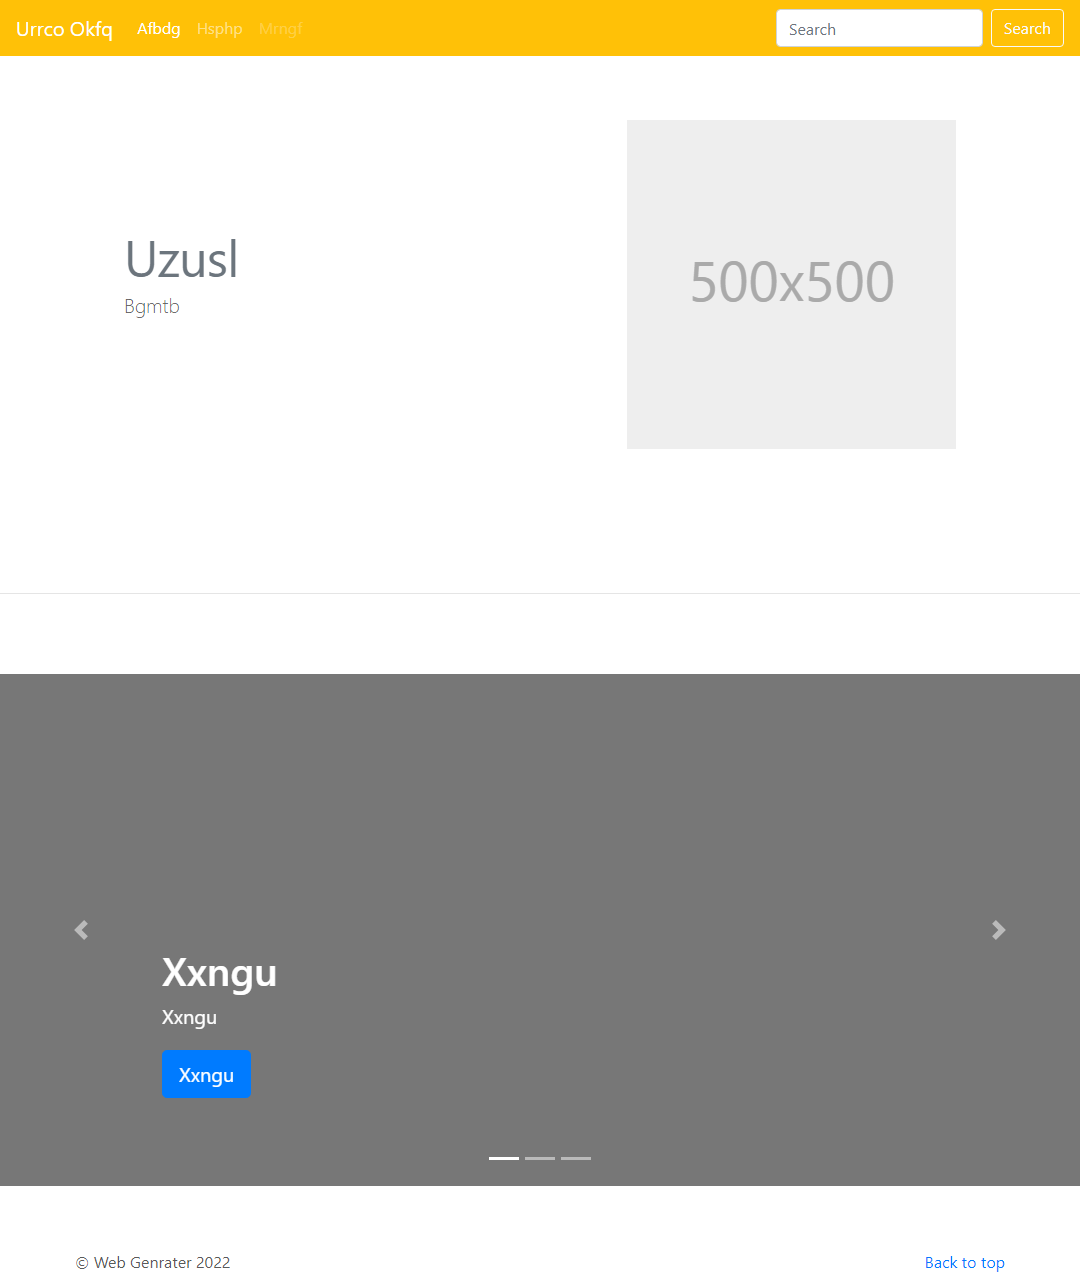 Urrco Okfq Afbdg Hsphp Mrngf Search Search
Uzusl
Bgmtb
500x500
Xxngu
Xxngu
Xxngu
© Web Genrater 2022 Back to top